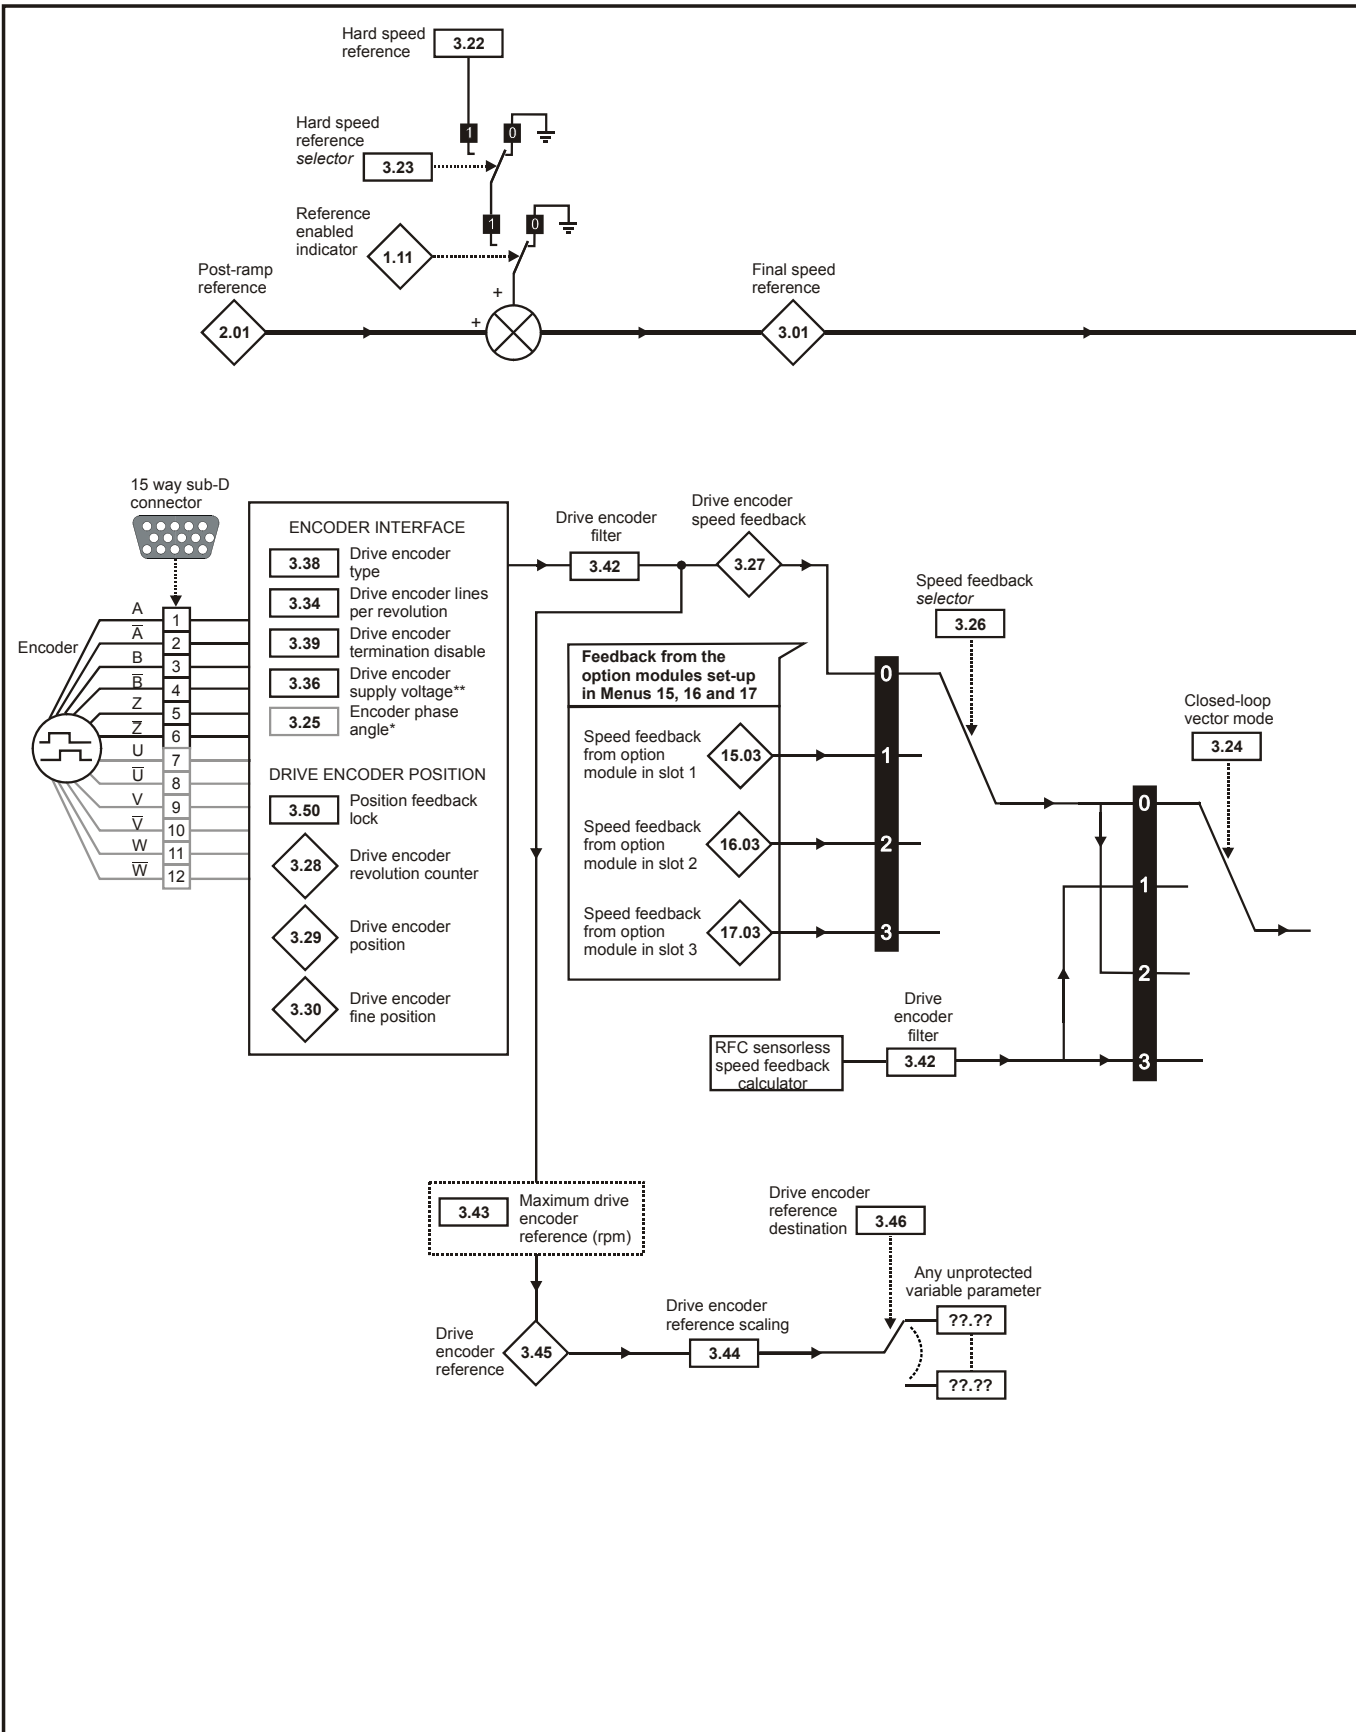 Hard speed
reference
3.22
1
0
Hard speed
reference
selector
3.23
Reference
enabled
indicator
1
0
1.11
Post-ramp
reference
+
+
2.01
Final speed
reference
3.01
15 way sub-D
connector
Encoder
A
1
A̅
2
B
3
B̅
4
Z
5
Z̅
6
U
7
U̅
8
V
9
V̅
10
W
11
W̅
12
ENCODER INTERFACE
3.38
Drive encoder
type
3.34
Drive encoder lines
per revolution
3.39
Drive encoder
termination disable
3.36
Drive encoder
supply voltage**
3.25
Encoder phase
angle*
DRIVE ENCODER POSITION
3.50
Position feedback
lock
3.28
Drive encoder
revolution counter
3.29
Drive encoder
position
3.30
Drive encoder
fine position
Drive encoder
filter
3.42
Drive encoder
speed feedback
3.27
Feedback from the
option modules set-up
in Menus 15, 16 and 17
Speed feedback
from option
module in slot 1
15.03
Speed feedback
from option
module in slot 2
16.03
Speed feedback
from option
module in slot 3
17.03
0
1
2
3
Speed feedback
selector
3.26
Closed-loop
vector mode
3.24
0
1
2
3
RFC sensorless
speed feedback
calculator
Drive
encoder
filter
3.42
3.43
Maximum drive
encoder
reference (rpm)
Drive
encoder
reference
3.45
Drive encoder
reference scaling
3.44
Drive encoder
reference
destination
3.46
Any unprotected
variable parameter
??.??
??.??